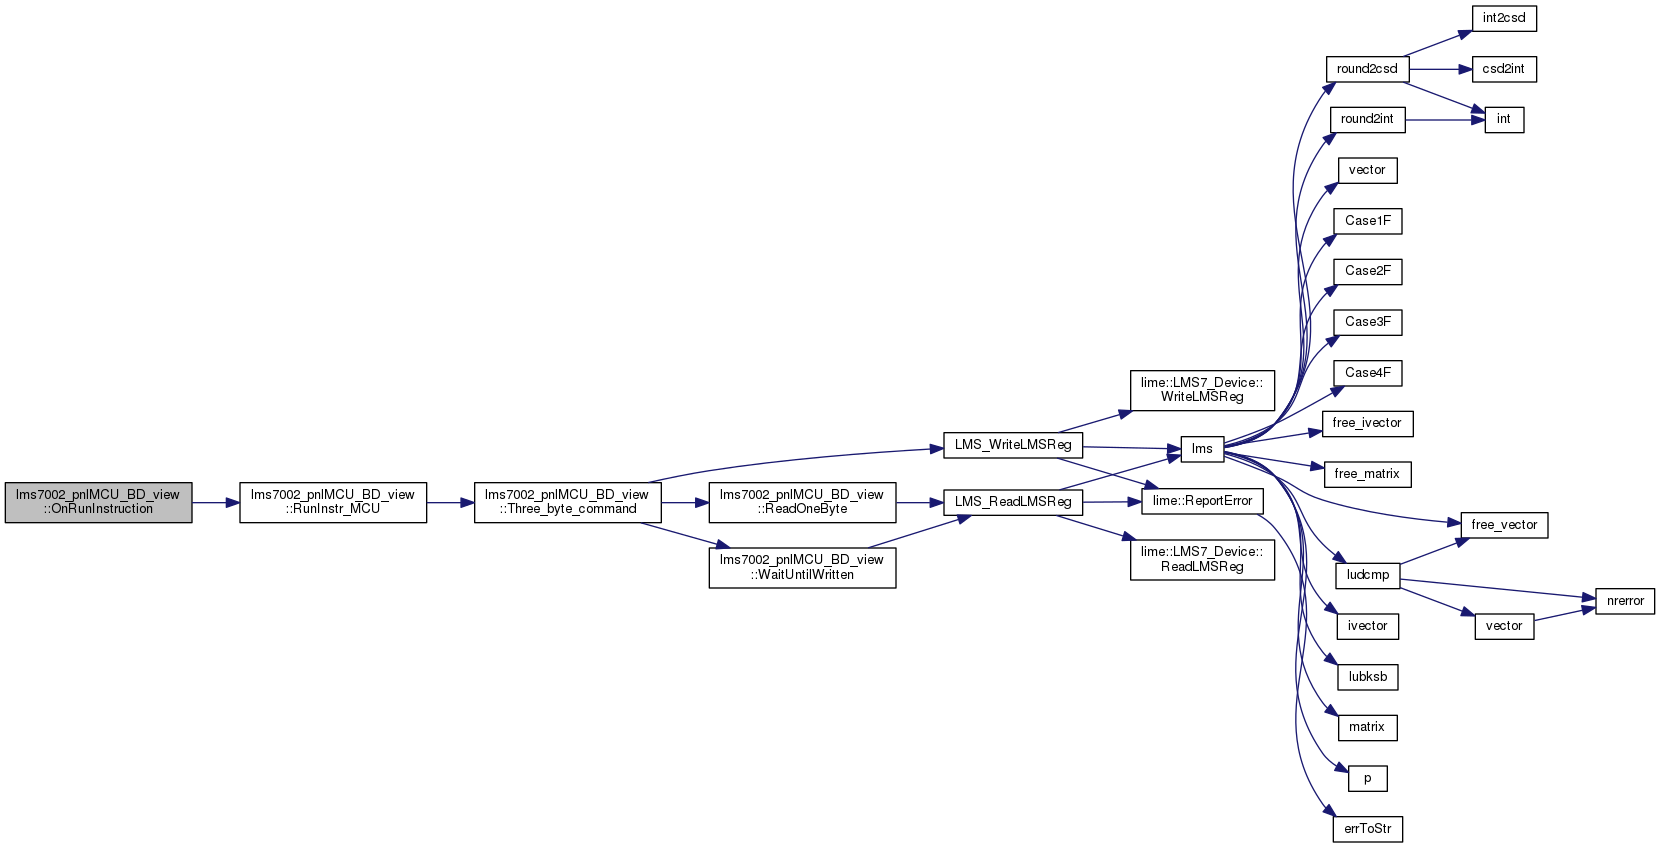 lms7002_pnlMCU_BD_view
::OnRunInstruction
lms7002_pnlMCU_BD_view
::RunInstr_MCU
lms7002_pnlMCU_BD_view
::Three_byte_command
LMS_WriteLMSReg
lms7002_pnlMCU_BD_view
::ReadOneByte
lms7002_pnlMCU_BD_view
::WaitUntilWritten
LMS_ReadLMSReg
lime::LMS7_Device::
WriteLMSReg
lms
lime::ReportError
lime::LMS7_Device::
ReadLMSReg
round2csd
round2int
vector
Case1F
Case2F
Case3F
Case4F
free_ivector
free_matrix
free_vector
ludcmp
ivector
lubksb
matrix
p
errToStr
int2csd
csd2int
int
vector
nrerror